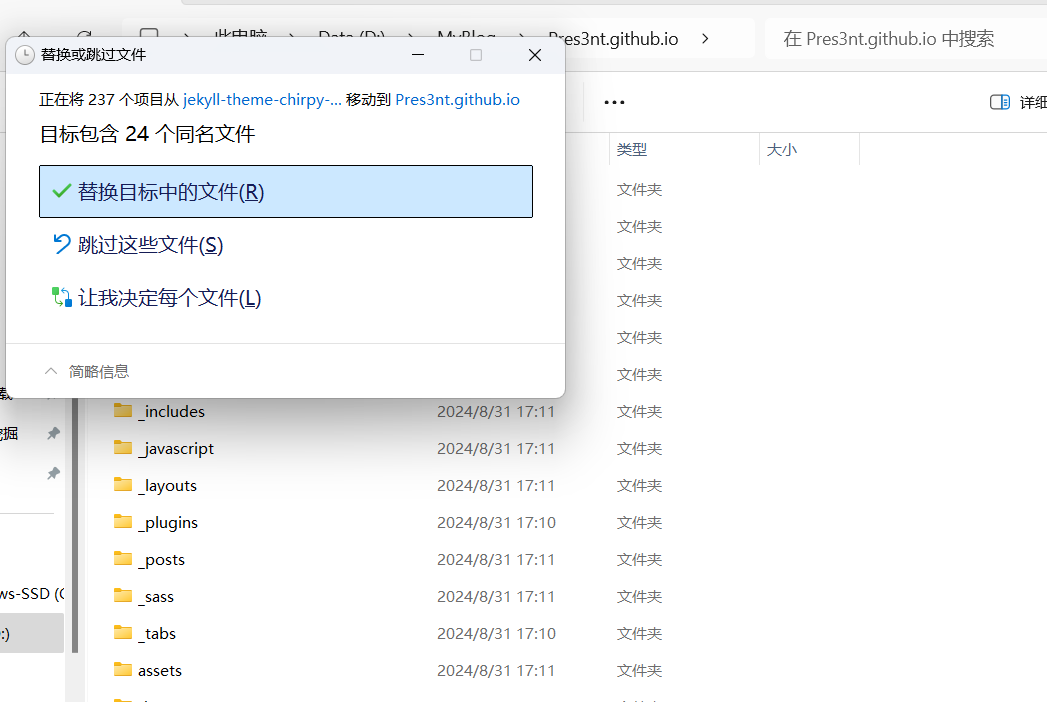 此电脑 Data (D:) MyBlog Pres3nt.github.io
在 Pres3nt.github.io 中搜索
替换或跳过文件
正在将 237 个项目从 jekyll-theme-chirpy-... 移动到 Pres3nt.github.io
目标包含 24 个同名文件
替换目标中的文件(R)
跳过这些文件(S)
让我决定每个文件(L)
简略信息
详细
类型 大小
文件夹
文件夹
文件夹
文件夹
文件夹
文件夹
_includes 2024/8/31 17:11 文件夹
_javascript 2024/8/31 17:11 文件夹
_layouts 2024/8/31 17:11 文件夹
_plugins 2024/8/31 17:10 文件夹
_posts 2024/8/31 17:11 文件夹
_sass 2024/8/31 17:11 文件夹
_tabs 2024/8/31 17:10 文件夹
assets 2024/8/31 17:11 文件夹
载
挖掘
ws-SSD (C
:)